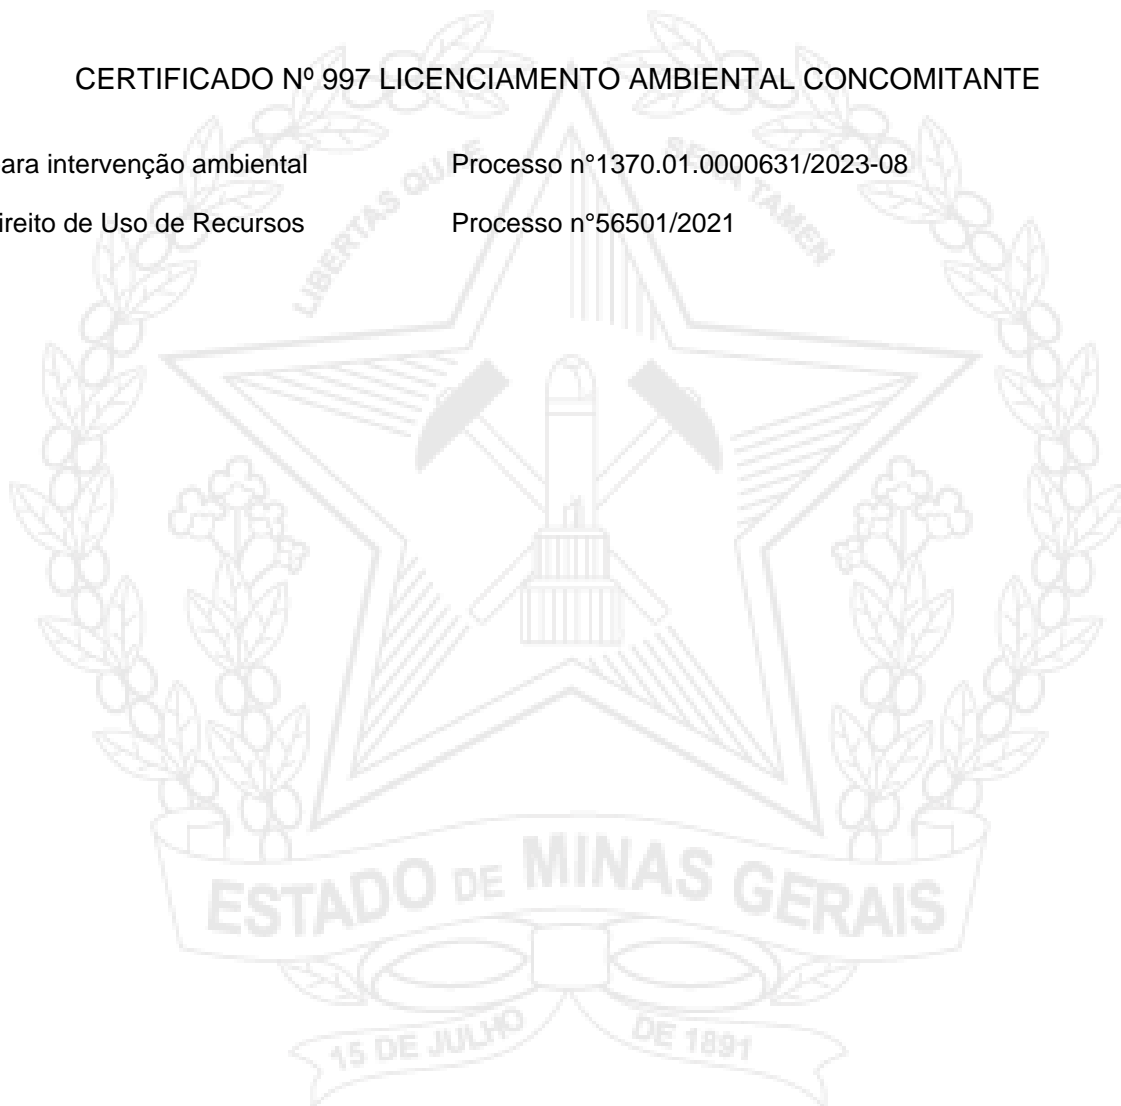 CERTIFICADO Nº 997 LICENCIAMENTO AMBIENTAL CONCOMITANTE
ara intervenção ambiental Processo n°1370.01.0000631/2023-08
ireito de Uso de Recursos Processo n°56501/2021
LIBERTAS QUAE SERA TAMEN
ESTADO DE MINAS GERAIS
15 DE JULHO DE 1891